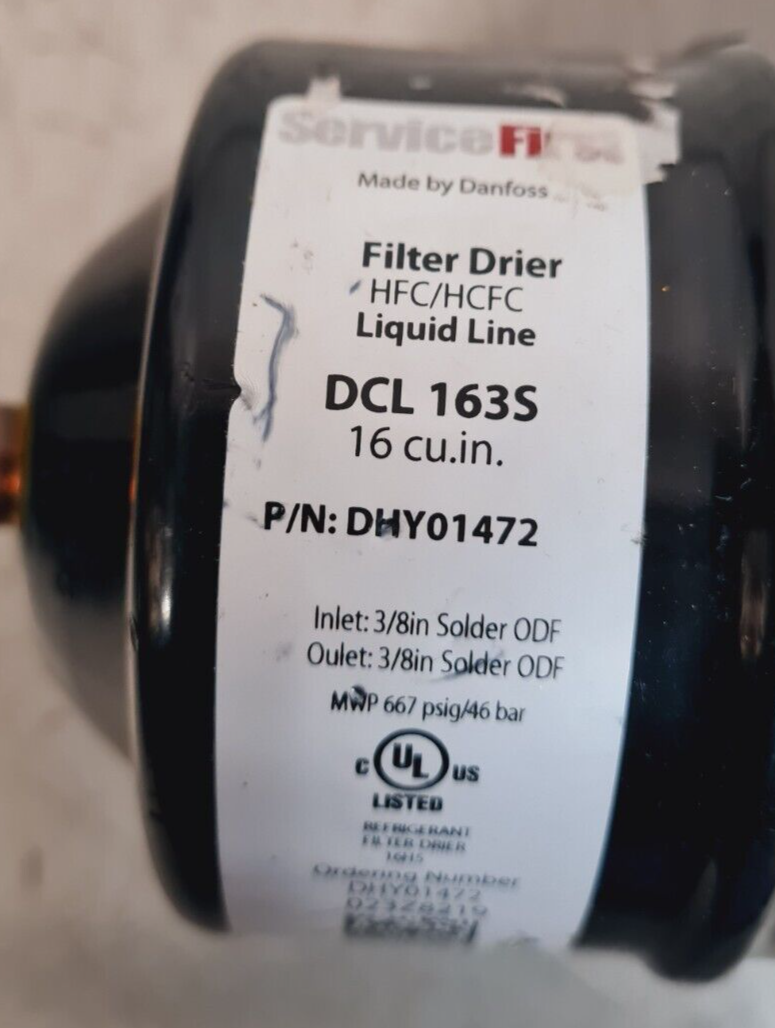 ServiceFirst
Made by Danfoss
Filter Drier
HFC/HCFC
Liquid Line
DCL 163S
16 cu.in.
P/N: DHY01472
Inlet: 3/8in Solder ODF
Oulet: 3/8in Solder ODF
MWP 667 psig/46 bar
C UL US
LISTED
REFRIGERANT
FILTER DRIER
16H5
Ordering Number
DHY01472
023Z8219